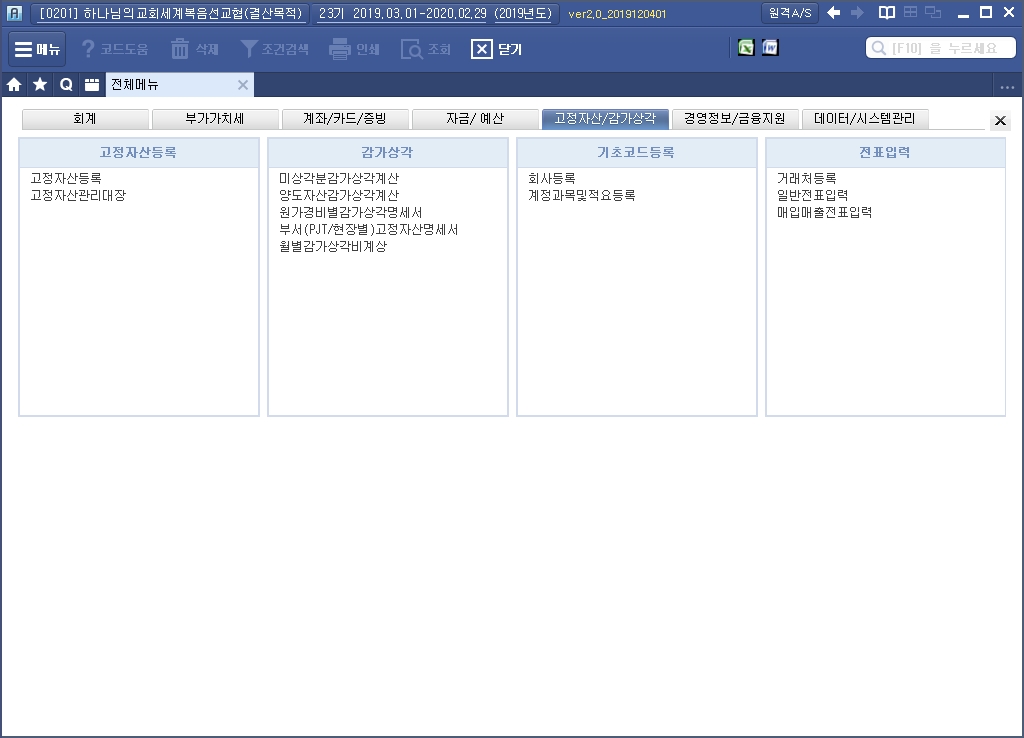 [0201] 하나님의교회세계복음선교협(결산목적) 23기 2019.03.01-2020.02.29 (2019년도) ver2.0_2019120401 원격A/S
메뉴 코드도움 삭제 조건검색 인쇄 조회 닫기 [F10] 을 누르세요
전체메뉴
회계 부가가치세 계좌/카드/증빙 자금/ 예산 고정자산/감가상각 경영정보/금융지원 데이터/시스템관리
고정자산등록 감가상각 기초코드등록 전표입력
고정자산등록 미상각분감가상각계산 회사등록 거래처등록
고정자산관리대장 양도자산감가상각계산 계정과목및적요등록 일반전표입력
원가경비별감가상각명세서 매입매출전표입력
부서(PJT/현장별)고정자산명세서
월별감가상각비계상